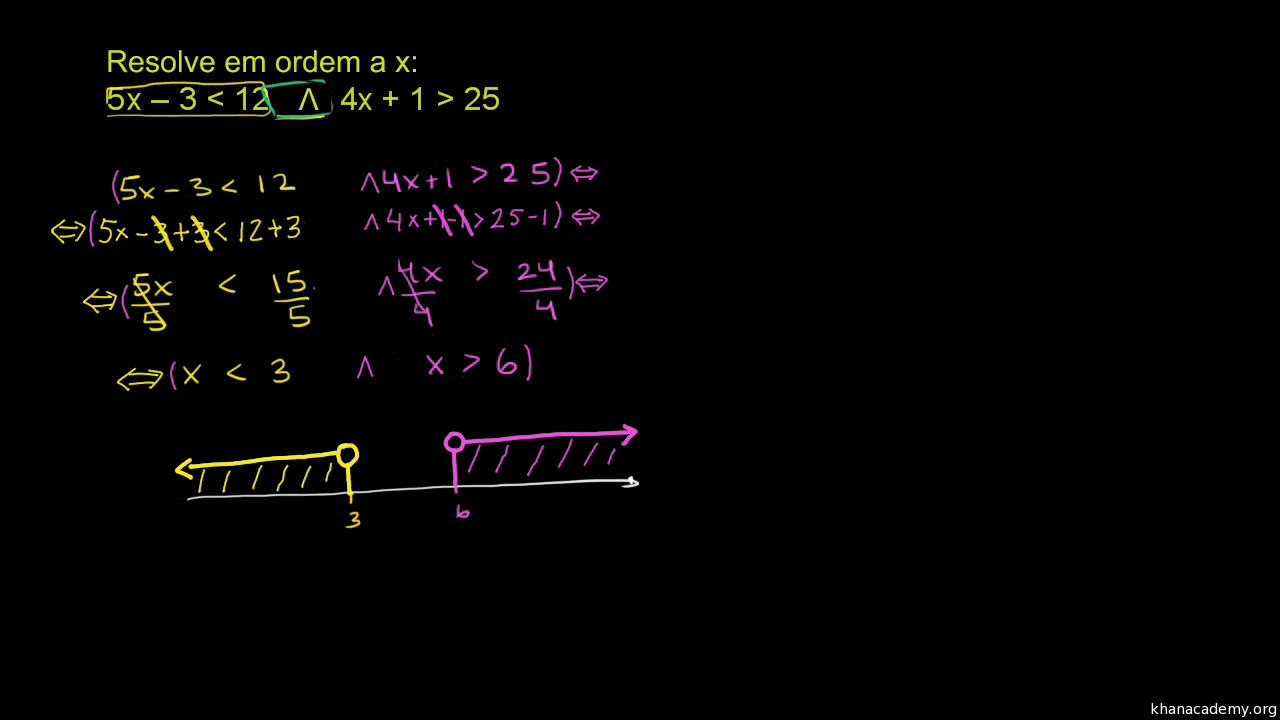 Resolve em ordem a x:
5x – 3 < 12 ∧ 4x + 1 > 25
(5x - 3 < 12 ∧ 4x + 1 > 25) ⇔
⇔ (5x - 3 + 3 < 12 + 3 ∧ 4x + 1 - 1 > 25 - 1) ⇔
⇔ (5x/5 < 15/5 ∧ 4x/4 > 24/4) ⇔
⇔ (x < 3 ∧ x > 6)
3 6
khanacademy.org